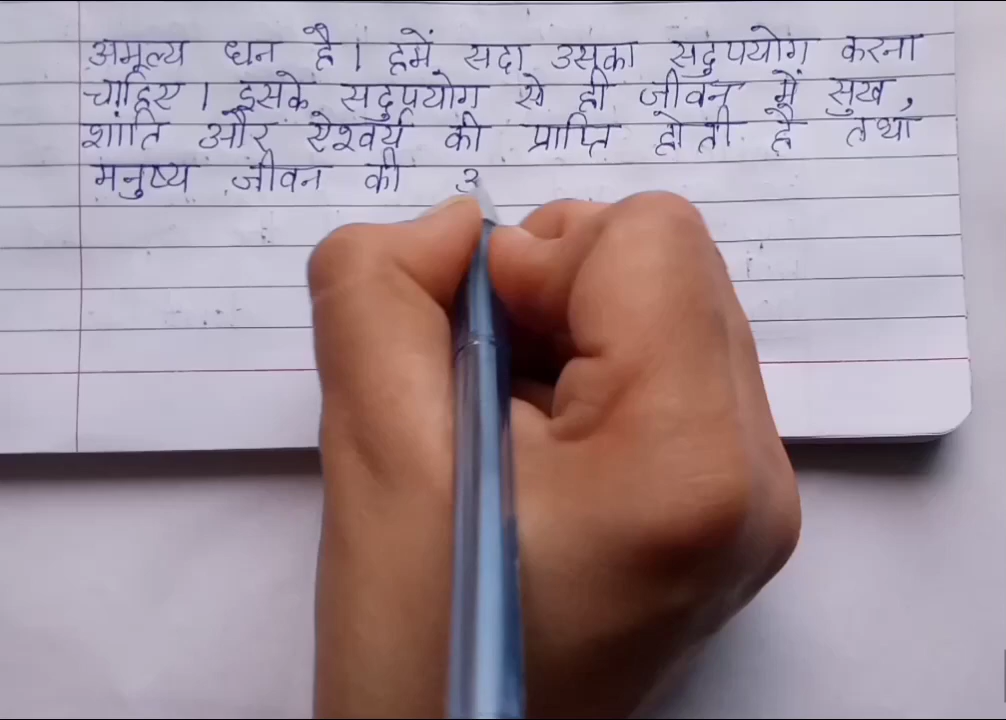 अमूल्य धन है। हमें सदा उसका सदुपयोग करना
चाहिए। इसके सदुपयोग से ही जीवन में सुख,
शांति और ऐश्वर्य की प्राप्ति होती है तथा
मनुष्य जीवन की